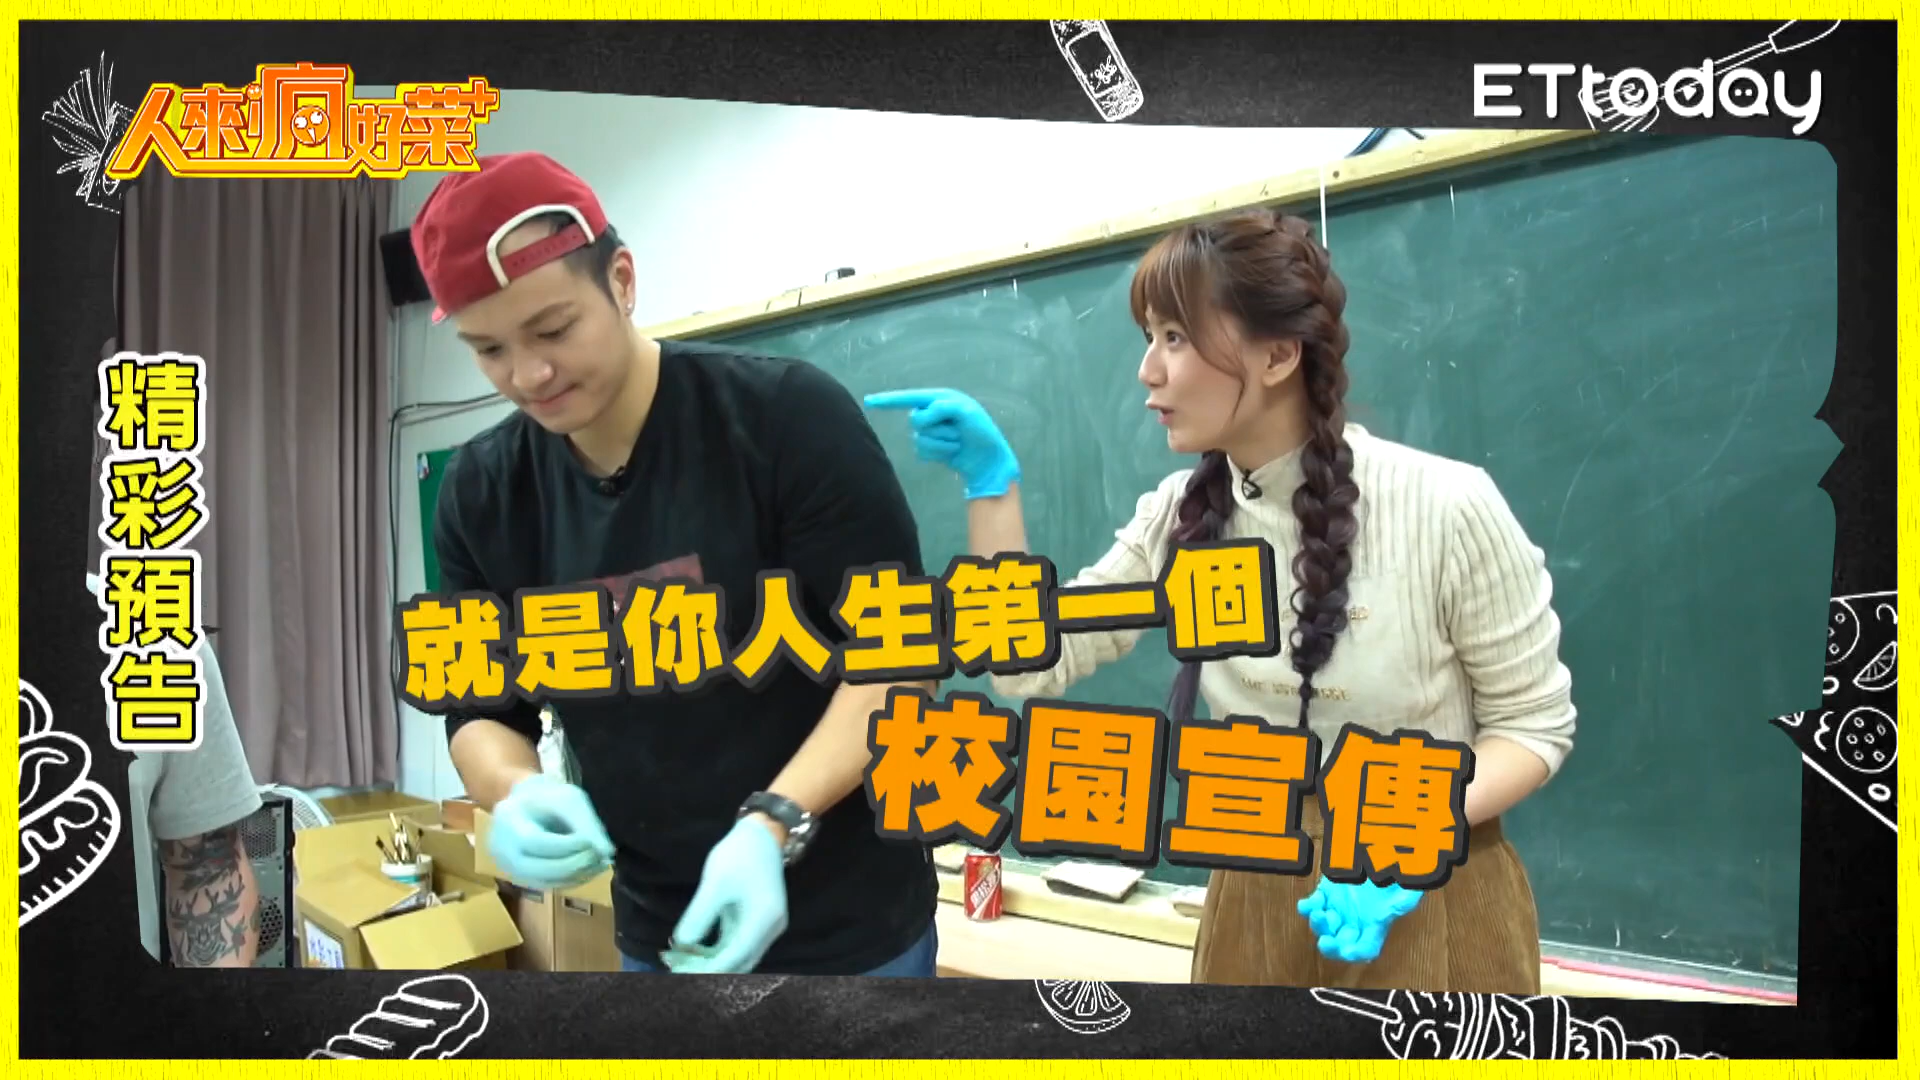 人來瘋好菜+
ETtoday
精彩預告
就是你人生第一個
校園宣傳